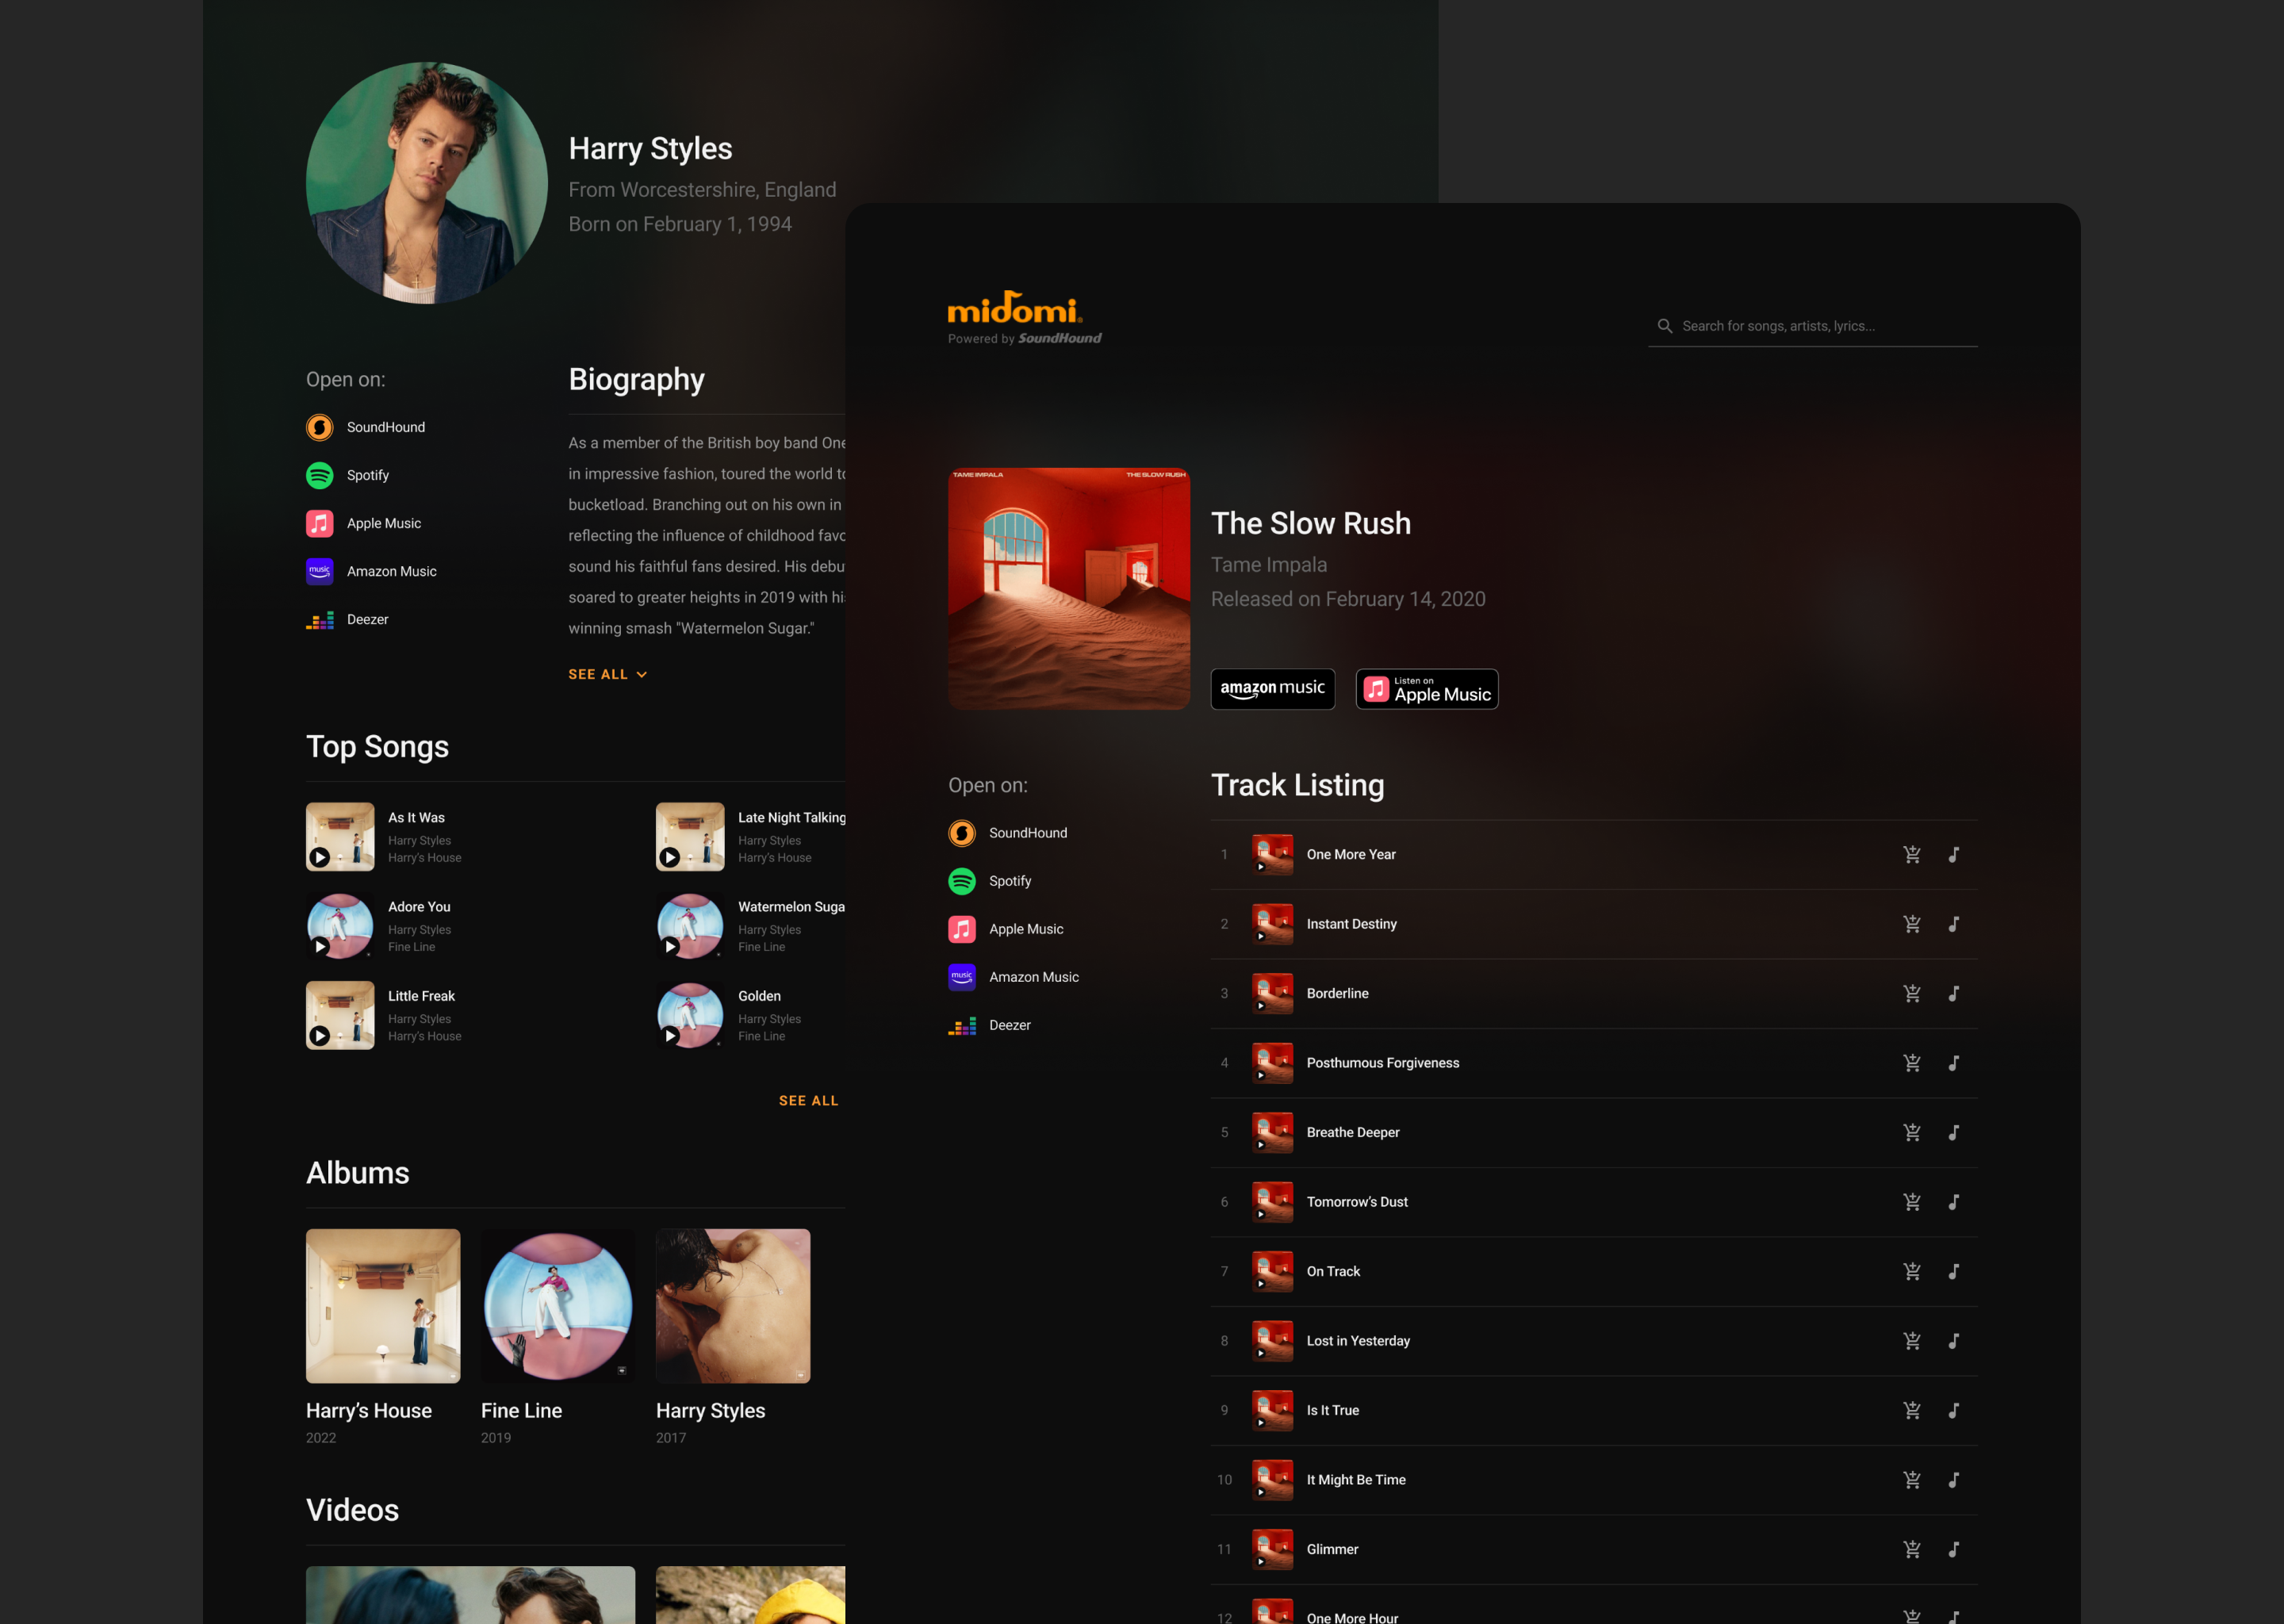 Harry Styles
From Worcestershire, England
Born on February 1, 1994
Open on:
SoundHound
Spotify
Apple Music
music
Amazon Music
Deezer
Biography
As a member of the British boy band One
in impressive fashion, toured the world to
bucketload. Branching out on his own in
reflecting the influence of childhood favo
sound his faithful fans desired. His debu
soared to greater heights in 2019 with hi
winning smash "Watermelon Sugar."
SEE ALL
Top Songs
As It Was
Harry Styles
Harry's House
Late Night Talking
Harry Styles
Harry's House
Adore You
Harry Styles
Fine Line
Watermelon Suga
Harry Styles
Fine Line
Little Freak
Harry Styles
Harry's House
Golden
Harry Styles
Fine Line
SEE ALL
Albums
Harry's House
2022
Fine Line
2019
Harry Styles
2017
Videos
midomi®
Powered by SoundHound
Search for songs, artists, lyrics...
TAME IMPALA THE SLOW RUSH
The Slow Rush
Tame Impala
Released on February 14, 2020
amazon music
Listen on
Apple Music
Open on:
SoundHound
Spotify
Apple Music
music
Amazon Music
Deezer
Track Listing
1 One More Year
2 Instant Destiny
3 Borderline
4 Posthumous Forgiveness
5 Breathe Deeper
6 Tomorrow's Dust
7 On Track
8 Lost in Yesterday
9 Is It True
10 It Might Be Time
11 Glimmer
12 One More Hour